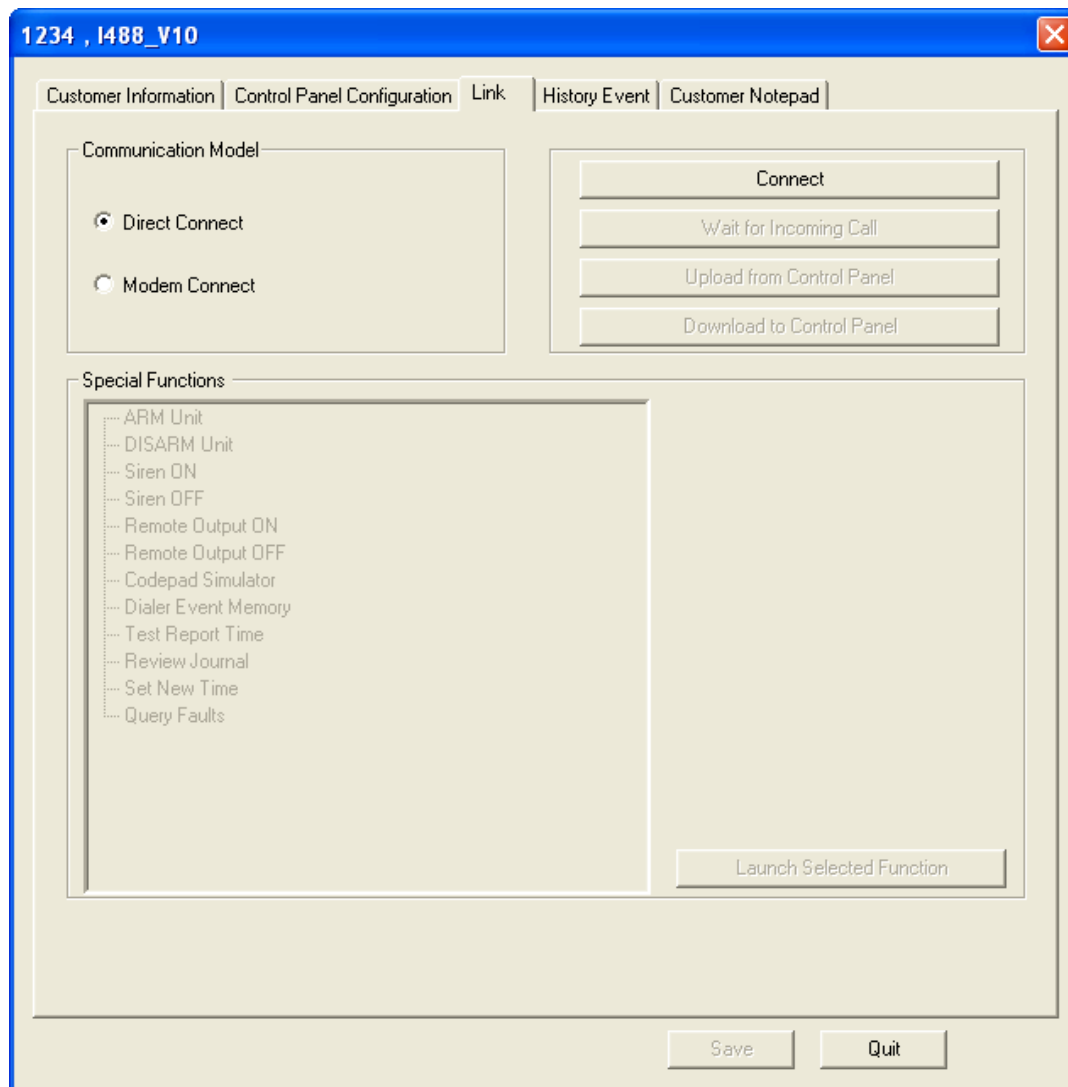 1234 , I488_V10
Customer Information Control Panel Configuration Link History Event Customer Notepad
Communication Model
Direct Connect
Modem Connect
Connect
Wait for Incoming Call
Upload from Control Panel
Download to Control Panel
Special Functions
ARM Unit
DISARM Unit
Siren ON
Siren OFF
Remote Output ON
Remote Output OFF
Codepad Simulator
Dialer Event Memory
Test Report Time
Review Journal
Set New Time
Query Faults
Launch Selected Function
Save Quit